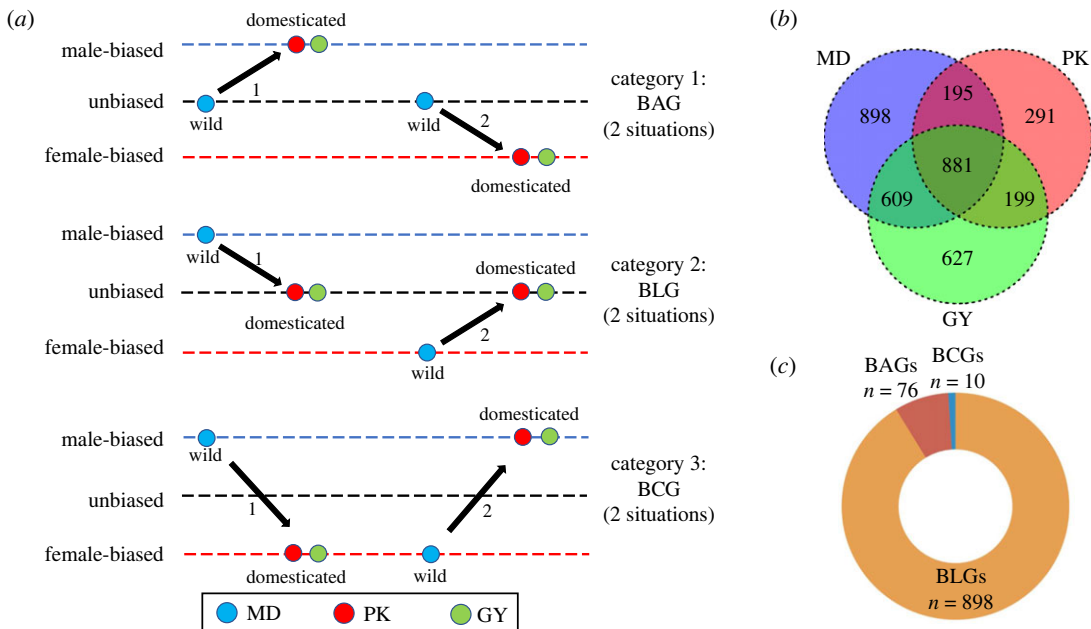 (a)
domesticated
male-biased
1
unbiased
wild
wild
2
category 1:
BAG
(2 situations)
female-biased
domesticated
male-biased
wild
1
domesticated
category 2:
BLG
(2 situations)
unbiased
domesticated
2
female-biased
wild
domesticated
male-biased
wild
category 3:
BCG
(2 situations)
unbiased
1
2
female-biased
domesticated
wild
MD PK GY
(b)
MD PK
195
898 291
881
609 199
627
GY
(c)
BCGs
BAGs n = 10
n = 76
BLGs
n = 898